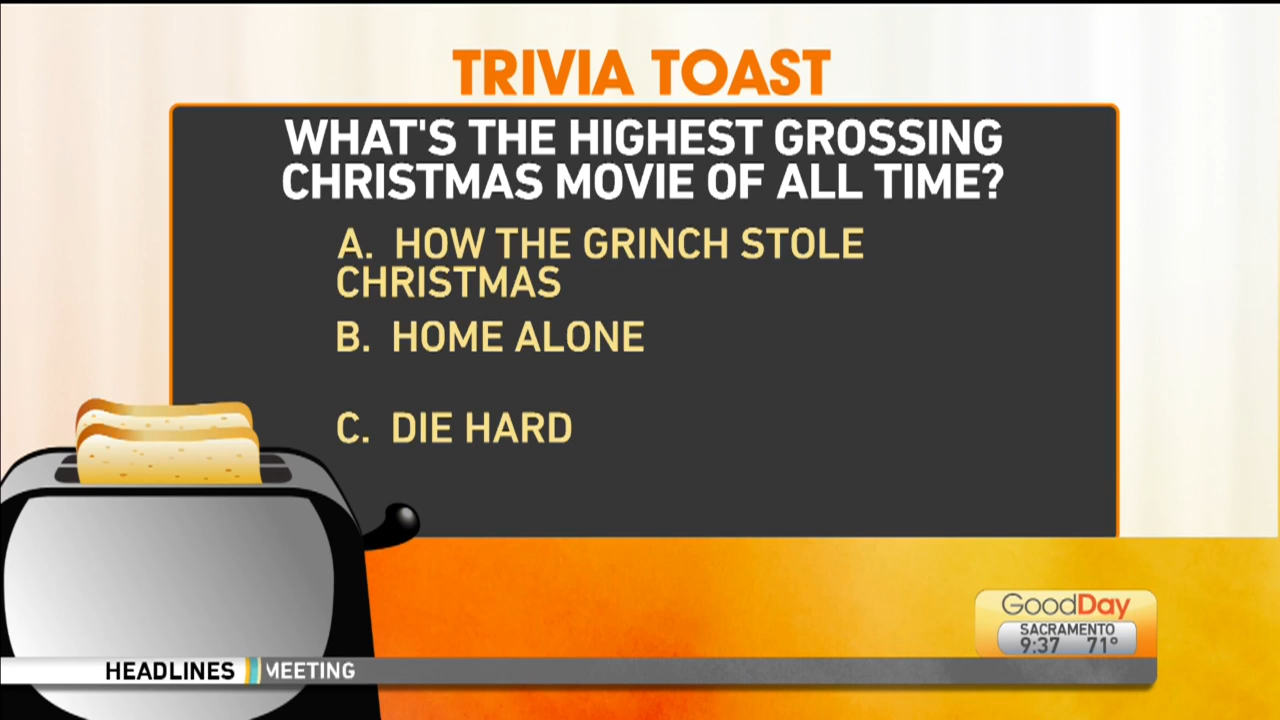 TRIVIA TOAST
WHAT'S THE HIGHEST GROSSING
CHRISTMAS MOVIE OF ALL TIME?
A. HOW THE GRINCH STOLE
CHRISTMAS
B. HOME ALONE
C. DIE HARD
GoodDay
SACRAMENTO
9:37 71°
HEADLINES MEETING